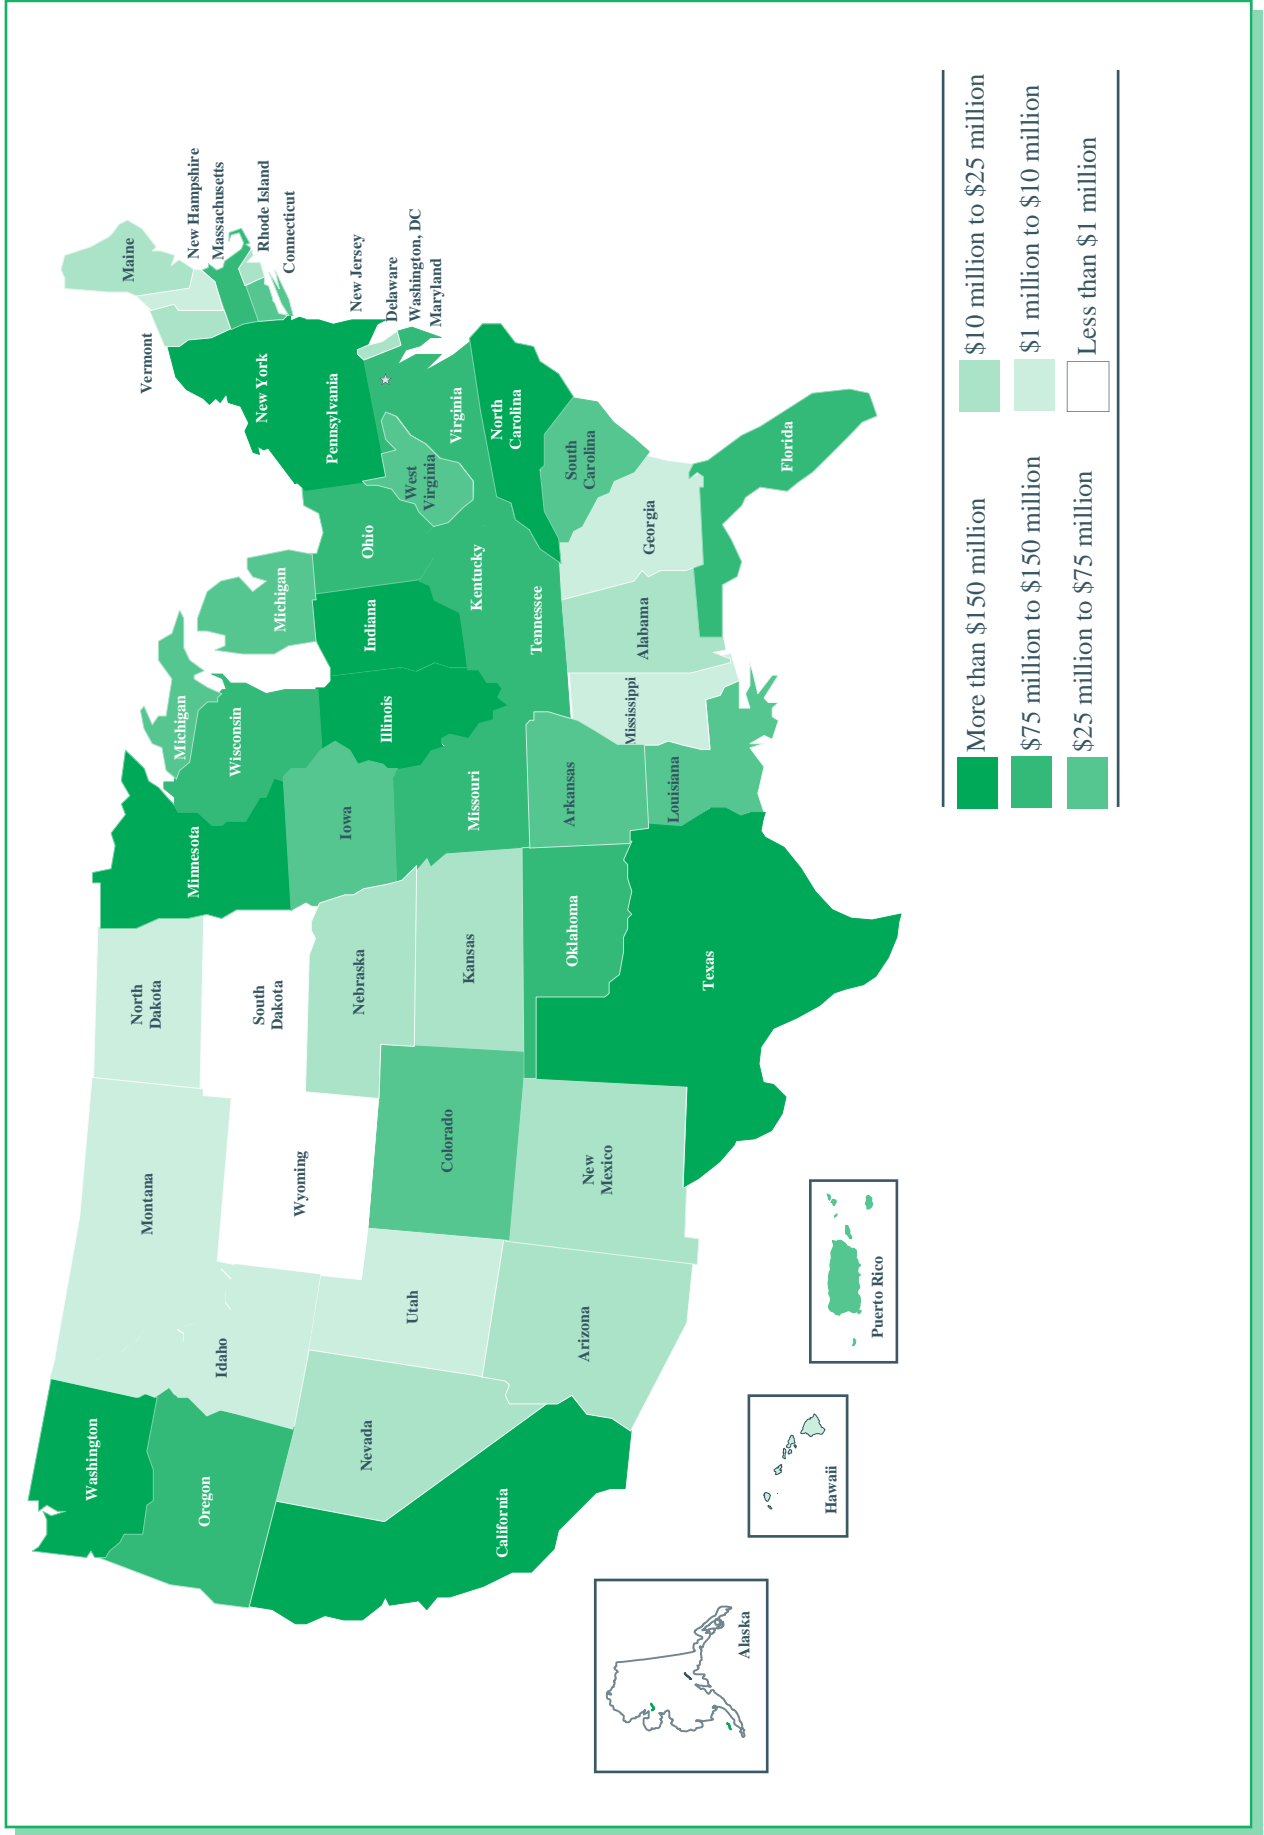 Washington
Oregon
California
Nevada
Idaho
Montana
Wyoming
Utah
Arizona
Colorado
New
Mexico
North
Dakota
South
Dakota
Nebraska
Kansas
Oklahoma
Texas
Minnesota
Iowa
Missouri
Arkansas
Louisiana
Wisconsin
Illinois
Michigan
Michigan
Indiana
Ohio
Kentucky
Tennessee
Mississippi
Alabama
Georgia
Florida
South
Carolina
North
Carolina
Virginia
West
Virginia
Pennsylvania
New York
Vermont
Maine
New Hampshire
Massachusetts
Rhode Island
Connecticut
New Jersey
Delaware
Washington, DC
Maryland
Alaska
Hawaii
Puerto Rico
More than $150 million
$75 million to $150 million
$25 million to $75 million
$10 million to $25 million
$1 million to $10 million
Less than $1 million